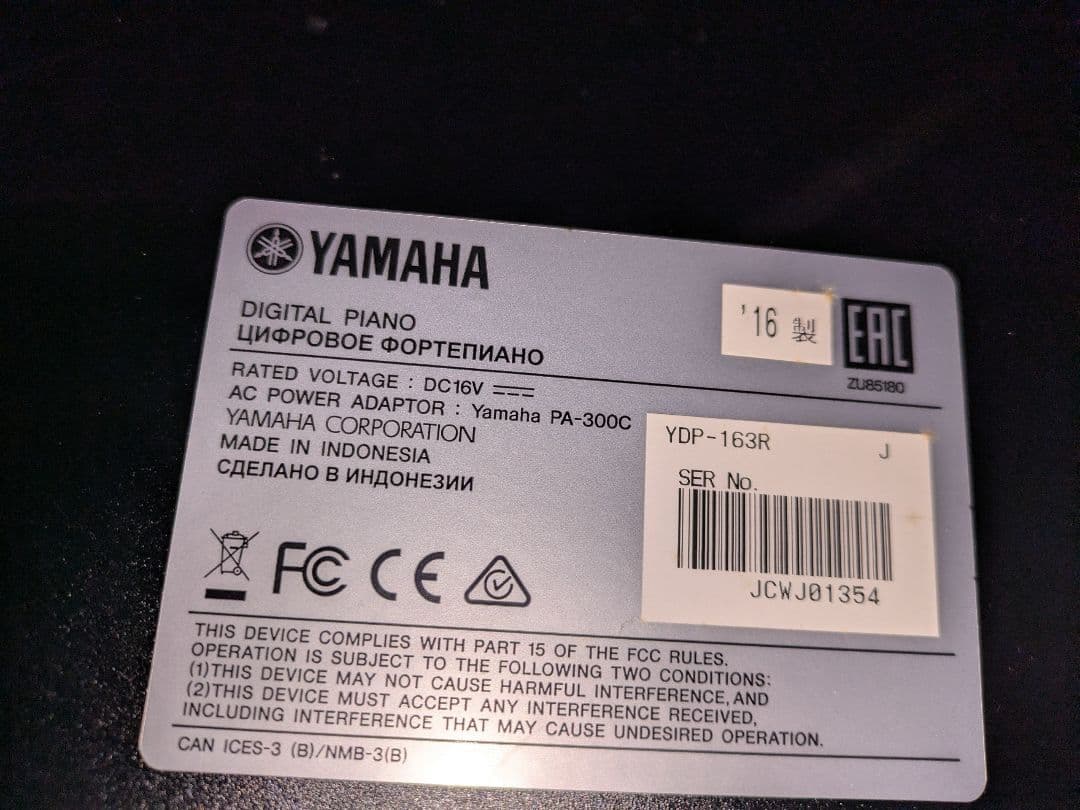 YAMAHA
DIGITAL PIANO
ЦИФРОВОЕ ФОРТЕПИАНО
'16 製
EAC
ZU85180
RATED VOLTAGE : DC16V
AC POWER ADAPTOR : Yamaha PA-300C
YAMAHA CORPORATION
MADE IN INDONESIA
СДЕЛАНО В ИНДОНЕЗИИ
YDP-163R J
SER No.
JCWJ01354
FC CE
THIS DEVICE COMPLIES WITH PART 15 OF THE FCC RULES.
OPERATION IS SUBJECT TO THE FOLLOWING TWO CONDITIONS:
(1)THIS DEVICE MAY NOT CAUSE HARMFUL INTERFERENCE, AND
(2)THIS DEVICE MUST ACCEPT ANY INTERFERENCE RECEIVED,
INCLUDING INTERFERENCE THAT MAY CAUSE UNDESIRED OPERATION.
CAN ICES-3 (B)/NMB-3(B)